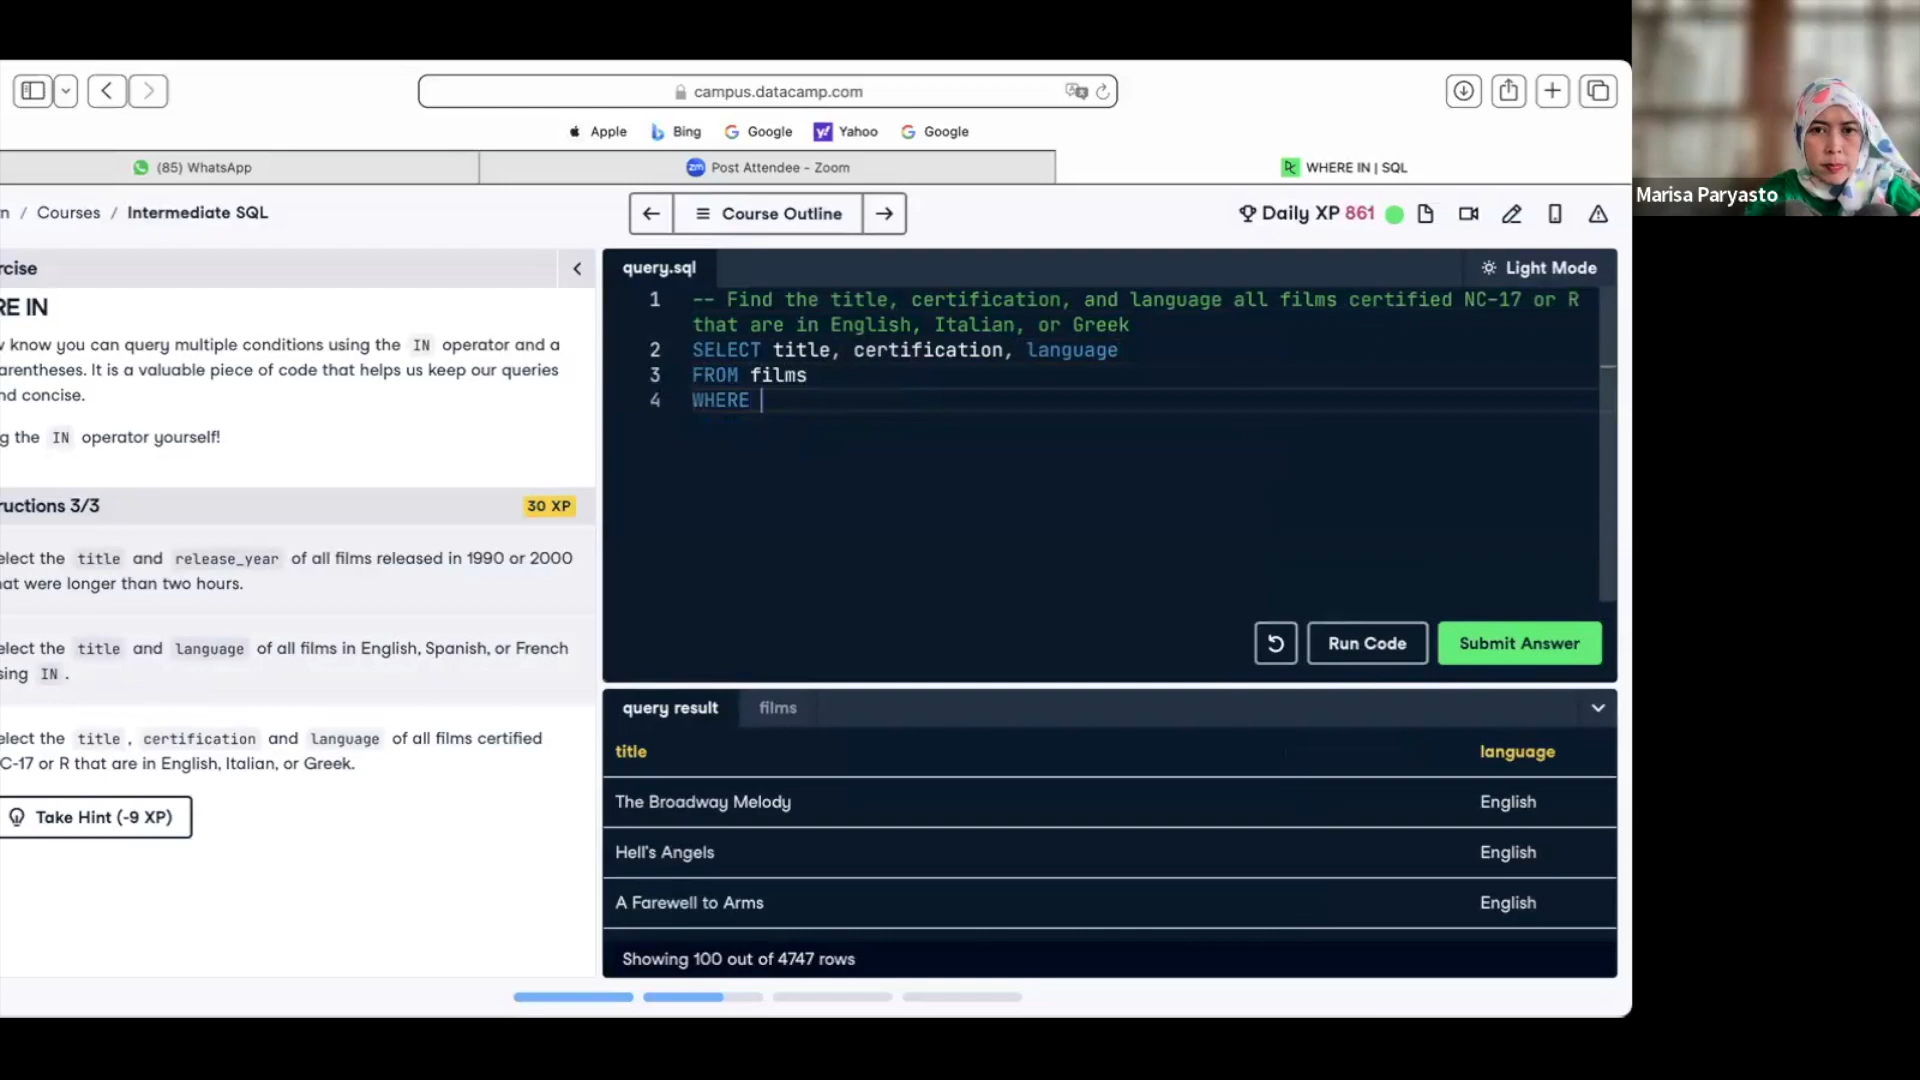 campus.datacamp.com
Apple
Bing
Google
Yahoo
Google
(85) WhatsApp
Post Attendee - Zoom
WHERE IN | SQL
n / Courses / Intermediate SQL
Course Outline
Daily XP 861
rcise
RE IN
w know you can query multiple conditions using the IN operator and a
arentheses. It is a valuable piece of code that helps us keep our queries
nd concise.
g the IN operator yourself!
ructions 3/3
30 XP
elect the title and release_year of all films released in 1990 or 2000
hat were longer than two hours.
elect the title and language of all films in English, Spanish, or French
sing IN .
elect the title , certification and language of all films certified
C-17 or R that are in English, Italian, or Greek.
Take Hint (-9 XP)
query.sql
Light Mode
1 -- Find the title, certification, and language all films certified NC-17 or R
that are in English, Italian, or Greek
2 SELECT title, certification, language
3 FROM films
4 WHERE
Run Code
Submit Answer
query result
films
title language
The Broadway Melody English
Hell's Angels English
A Farewell to Arms English
Showing 100 out of 4747 rows
Marisa Paryasto